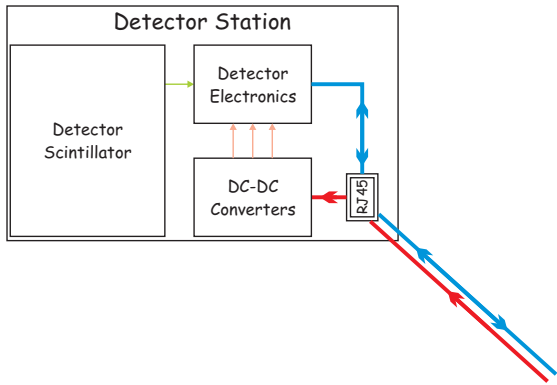 Detector Station
Detector
Scintillator
Detector
Electronics
DC-DC
Converters
RJ45